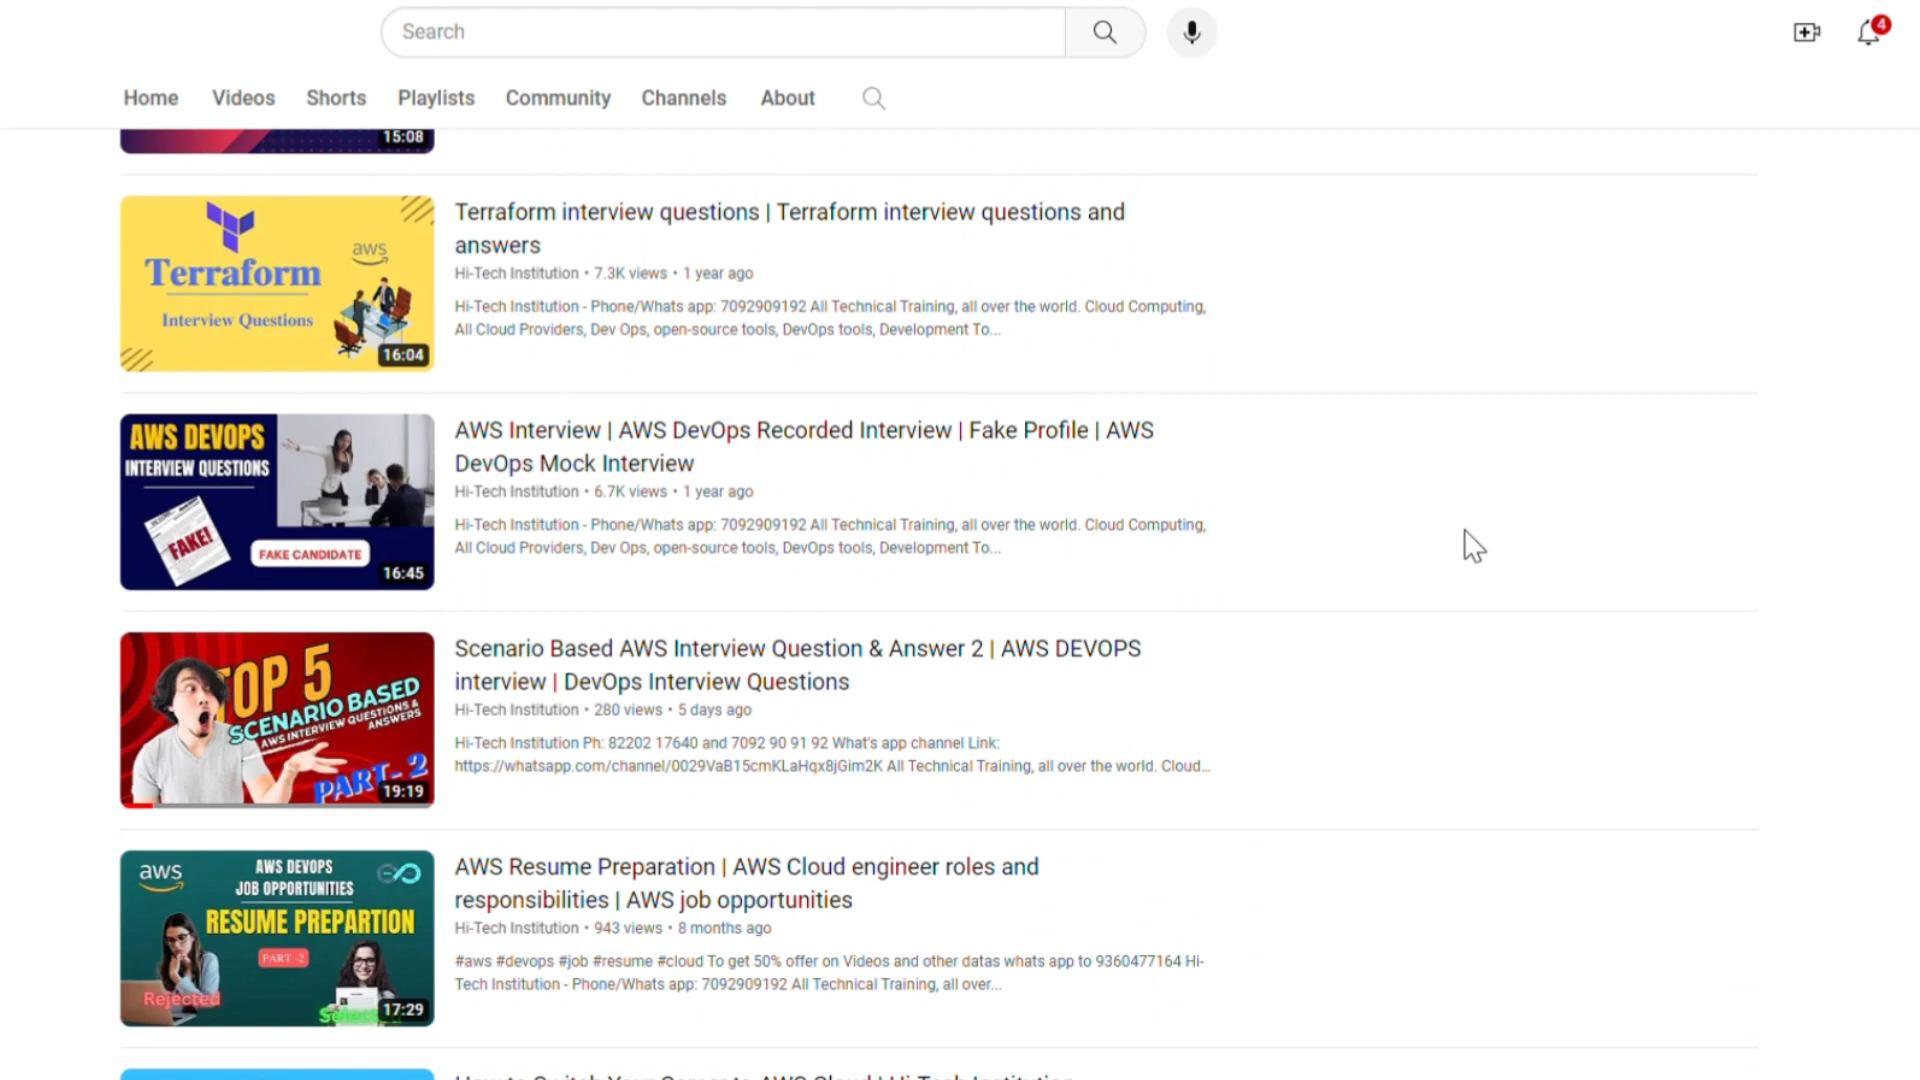 Search
4
Home Videos Shorts Playlists Community Channels About
15:08
Terraform
aws
Interview Questions
16:04
Terraform interview questions | Terraform interview questions and
answers
Hi-Tech Institution • 7.3K views • 1 year ago
Hi-Tech Institution - Phone/Whats app: 7092909192 All Technical Training, all over the world. Cloud Computing,
All Cloud Providers, Dev Ops, open-source tools, DevOps tools, Development To...
AWS DEVOPS
INTERVIEW QUESTIONS
FAKE!
FAKE CANDIDATE
16:45
AWS Interview | AWS DevOps Recorded Interview | Fake Profile | AWS
DevOps Mock Interview
Hi-Tech Institution • 6.7K views • 1 year ago
Hi-Tech Institution - Phone/Whats app: 7092909192 All Technical Training, all over the world. Cloud Computing,
All Cloud Providers, Dev Ops, open-source tools, DevOps tools, Development To...
TOP 5
SCENARIO BASED
AWS INTERVIEW QUESTIONS &
ANSWERS
PART-2
19:19
Scenario Based AWS Interview Question & Answer 2 | AWS DEVOPS
interview | DevOps Interview Questions
Hi-Tech Institution • 280 views • 5 days ago
Hi-Tech Institution Ph: 82202 17640 and 7092 90 91 92 What's app channel Link:
https://whatsapp.com/channel/0029VaB15cmKLaHqx8jGim2K All Technical Training, all over the world. Cloud...
aws
AWS DEVOPS
JOB OPPORTUNITIES
RESUME PREPARTION
PART -2
Rejected
17:29
AWS Resume Preparation | AWS Cloud engineer roles and
responsibilities | AWS job opportunities
Hi-Tech Institution • 943 views • 8 months ago
#aws #devops #job #resume #cloud To get 50% offer on Videos and other datas whats app to 9360477164 Hi-
Tech Institution - Phone/Whats app: 7092909192 All Technical Training, all over...
How to Switch Your Career to AWS Cloud | Hi-Tech Institution